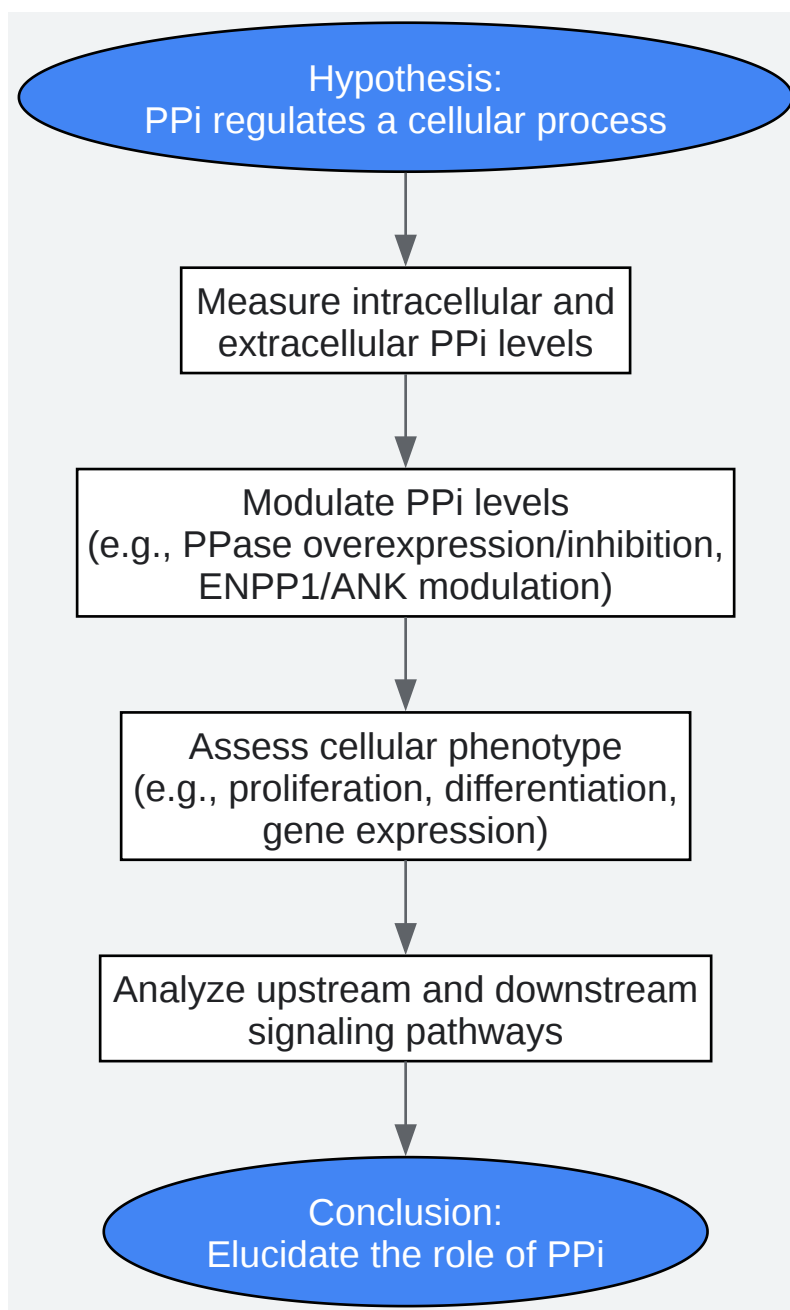 Hypothesis:
PPi regulates a cellular process
Measure intracellular and
extracellular PPi levels
Modulate PPi levels
(e.g., PPase overexpression/inhibition,
ENPP1/ANK modulation)
Assess cellular phenotype
(e.g., proliferation, differentiation,
gene expression)
Analyze upstream and downstream
signaling pathways
Conclusion:
Elucidate the role of PPi